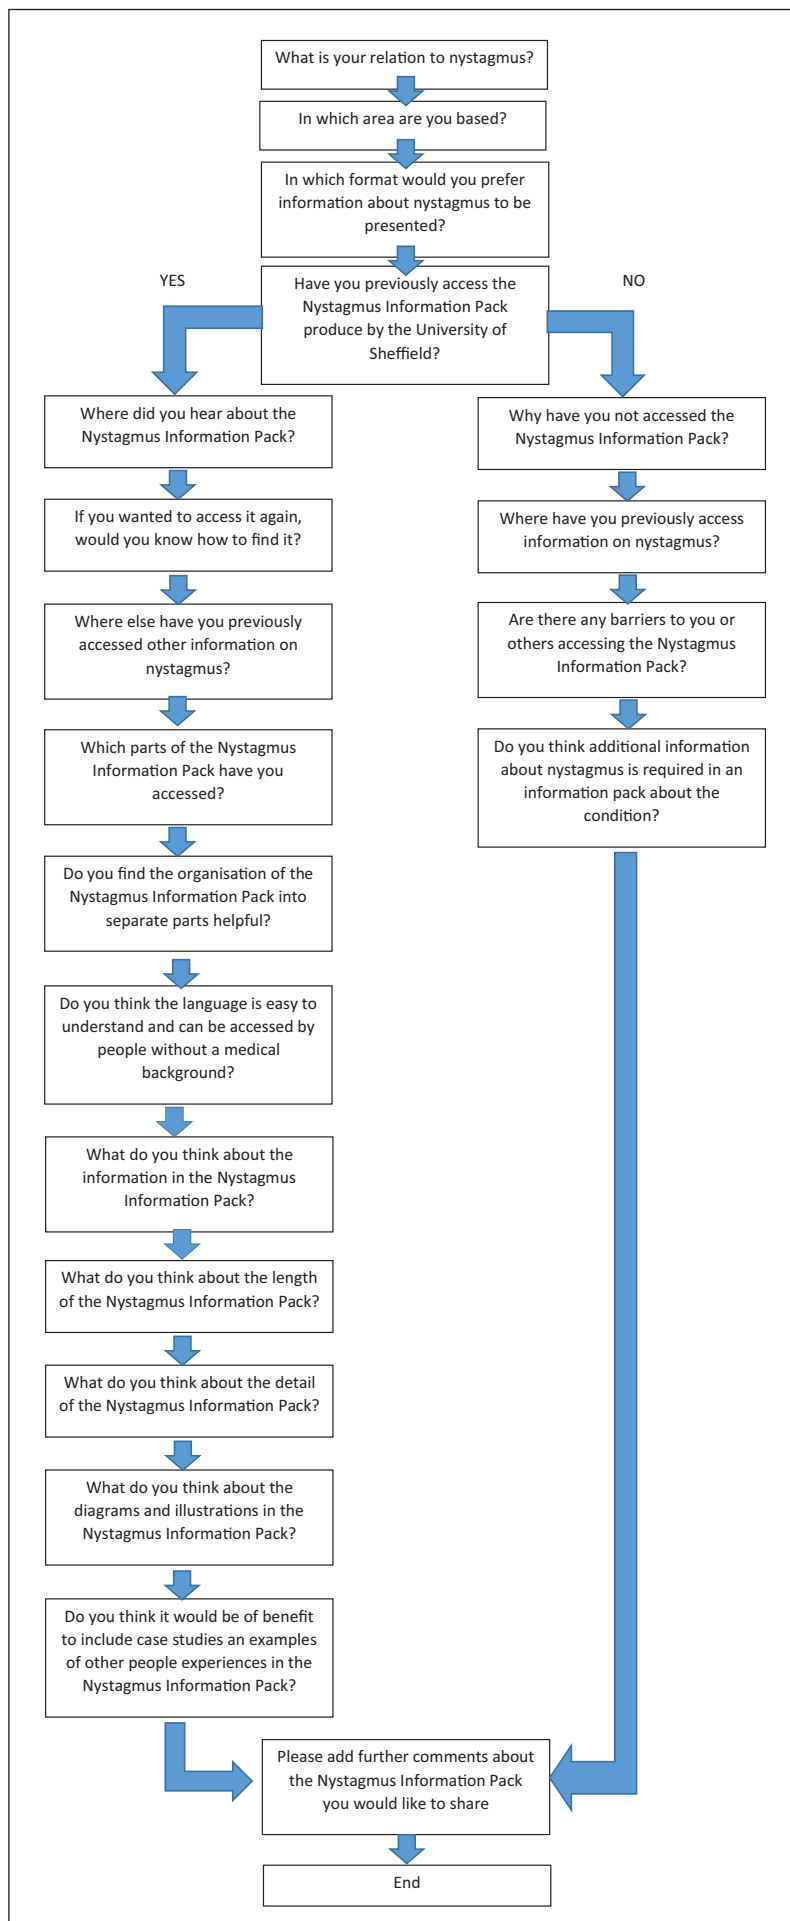 What is your relation to nystagmus?
In which area are you based?
In which format would you prefer
information about nystagmus to be
presented?
YES
Have you previously access the
Nystagmus Information Pack
produce by the University of
Sheffield?
NO
Where did you hear about the
Nystagmus Information Pack?
If you wanted to access it again,
would you know how to find it?
Where else have you previously
accessed other information on
nystagmus?
Which parts of the Nystagmus
Information Pack have you
accessed?
Do you find the organisation of the
Nystagmus Information Pack into
separate parts helpful?
Do you think the language is easy to
understand and can be accessed by
people without a medical
background?
What do you think about the
information in the Nystagmus
Information Pack?
What do you think about the length
of the Nystagmus Information Pack?
What do you think about the detail
of the Nystagmus Information Pack?
What do you think about the
diagrams and illustrations in the
Nystagmus Information Pack?
Do you think it would be of benefit
to include case studies an examples
of other people experiences in the
Nystagmus Information Pack?
Why have you not accessed the
Nystagmus Information Pack?
Where have you previously access
information on nystagmus?
Are there any barriers to you or
others accessing the Nystagmus
Information Pack?
Do you think additional information
about nystagmus is required in an
information pack about the
condition?
Please add further comments about
the Nystagmus Information Pack
you would like to share
End